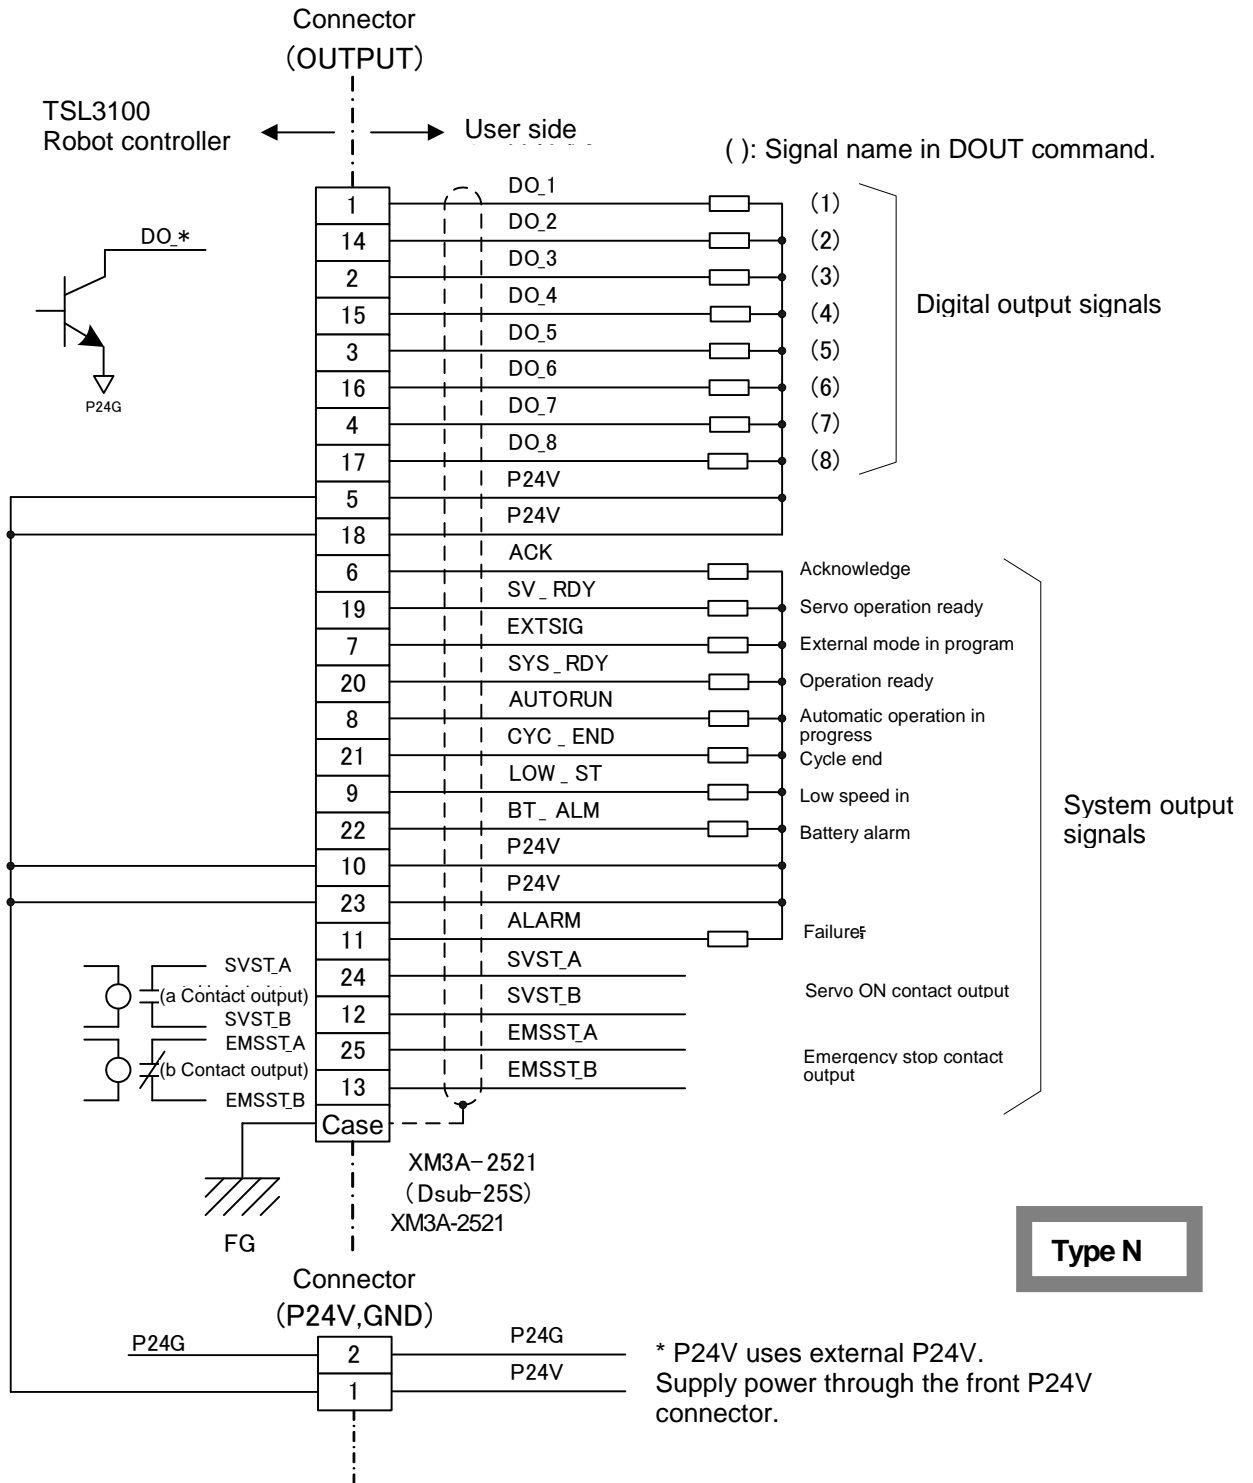 Connector
(OUTPUT)
TSL3100
Robot controller
User side
( ): Signal name in DOUT command.
DO_*
P24G
1 DO_1 (1)
14 DO_2 (2)
2 DO_3 (3)
15 DO_4 (4)
3 DO_5 (5)
16 DO_6 (6)
4 DO_7 (7)
17 DO_8 (8)
Digital output signals
5 P24V
18 P24V
6 ACK Acknowledge
19 SV_RDY Servo operation ready
7 EXTSIG External mode in program
20 SYS_RDY Operation ready
8 AUTORUN Automatic operation in
progress
21 CYC_END Cycle end
9 LOW_ST Low speed in
22 BT_ALM Battery alarm
10 P24V
23 P24V
11 ALARM Failure
24 SVST_A
12 SVST_B
Servo ON contact output
25 EMSST_A
13 EMSST_B
Emergency stop contact
output
System output
signals
SVST_A
(a Contact output)
SVST_B
EMSST_A
(b Contact output)
EMSST_B
Case
FG
XM3A-2521
(Dsub-25S)
XM3A-2521
Type N
Connector
(P24V,GND)
P24G 2 P24G
1 P24V
* P24V uses external P24V.
Supply power through the front P24V
connector.